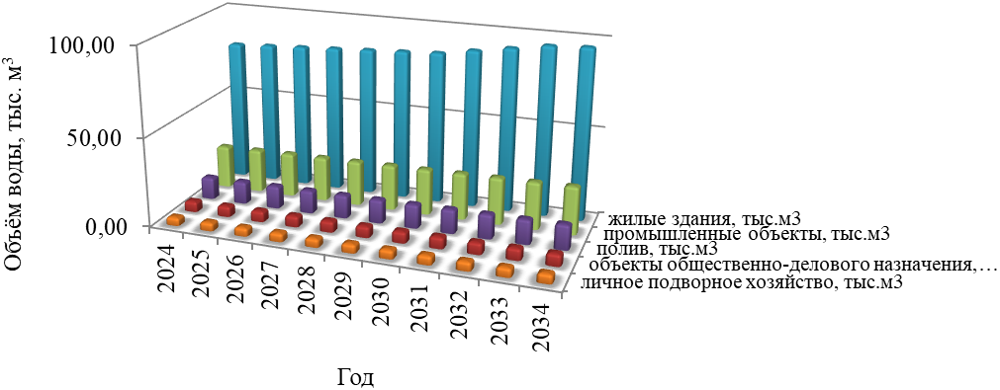 Объём воды, тыс. м³
100,00
50,00
0,00
2024
2025
2026
2027
2028
2029
2030
2031
2032
2033
2034
Год
жилые здания, тыс.м3
промышленные объекты, тыс.м3
полив, тыс.м3
объекты общественно-делового назначения,…
личное подворное хозяйство, тыс.м3